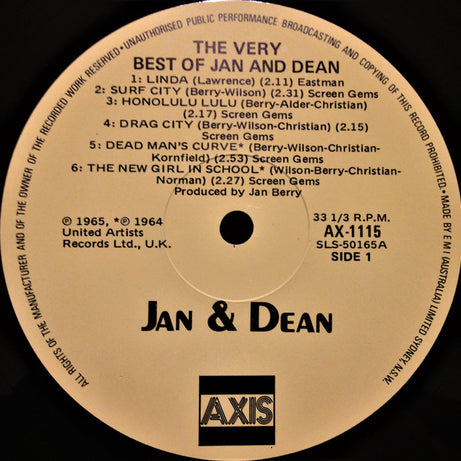 ALL RIGHTS OF THE MANUFACTURER AND OF THE OWNER OF THE RECORDED WORK RESERVED • UNAUTHORISED PUBLIC PERFORMANCE BROADCASTING AND COPYING OF THIS RECORD PROHIBITED • MADE BY E M I (AUSTRALIA) LIMITED SYDNEY, N.S.W.
THE VERY
BEST OF JAN AND DEAN
1: LINDA (Lawrence) (2.11) Eastman
2: SURF CITY (Berry-Wilson) (2.31) Screen Gems
3: HONOLULU LULU (Berry-Alder-Christian)
(2.17) Screen Gems
4: DRAG CITY (Berry-Wilson-Christian) (2.15)
Screen Gems
5: DEAD MAN'S CURVE* (Berry-Wilson-Christian-
Kornfield) (2.53) Screen Gems
6: THE NEW GIRL IN SCHOOL* (Wilson-Berry-Christian-
Norman) (2.27) Screen Gems
Produced by Jan Berry
℗ 1965, *℗ 1964
United Artists
Records Ltd., U.K.
33 1/3 R.P.M.
AX-1115
SLS-50165A
SIDE 1
JAN & DEAN
AXIS